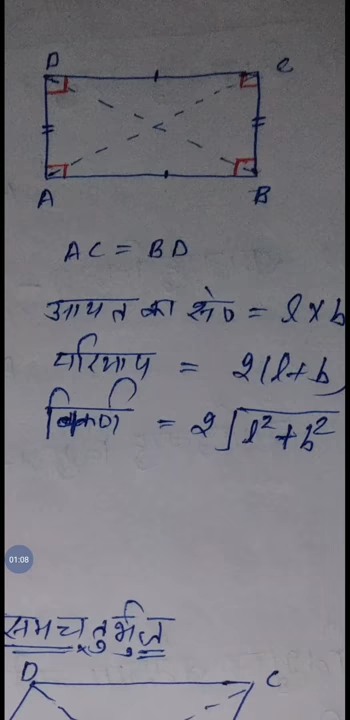 D C
A B
AC = BD
आयत का क्षे० = l x b
परिमाप = 2(l+b)
विकर्ण = 2√l²+b²
01:08
समचतुर्भुज
D C